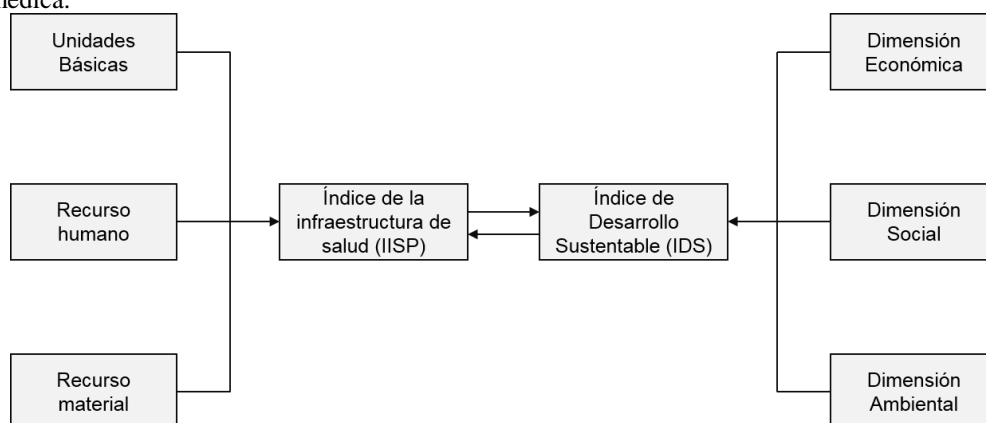 médica.
Unidades
Básicas
Dimensión
Económica
Recurso
humano
Índice de la
infraestructura de
salud (IISP)
Índice de
Desarrollo
Sustentable (IDS)
Dimensión
Social
Recurso
material
Dimensión
Ambiental